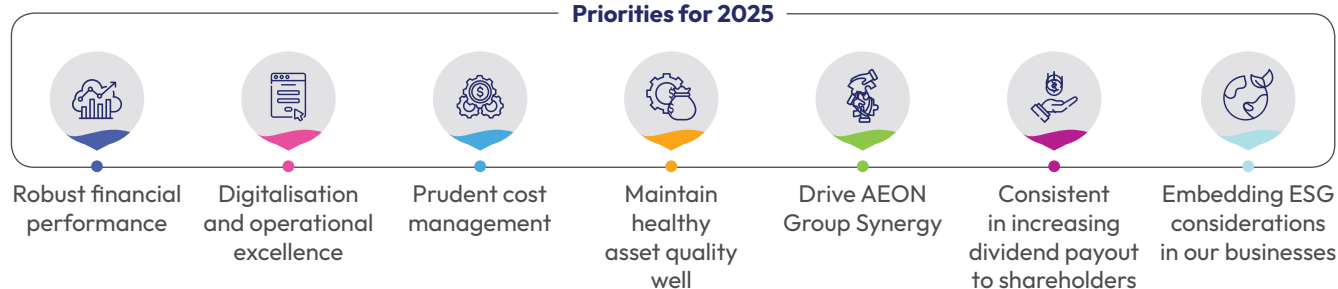 Priorities for 2025
Robust financial
performance
Digitalisation
and operational
excellence
Prudent cost
management
Maintain
healthy
asset quality
well
Drive AEON
Group Synergy
Consistent
in increasing
dividend payout
to shareholders
Embedding ESG
considerations
in our businesses